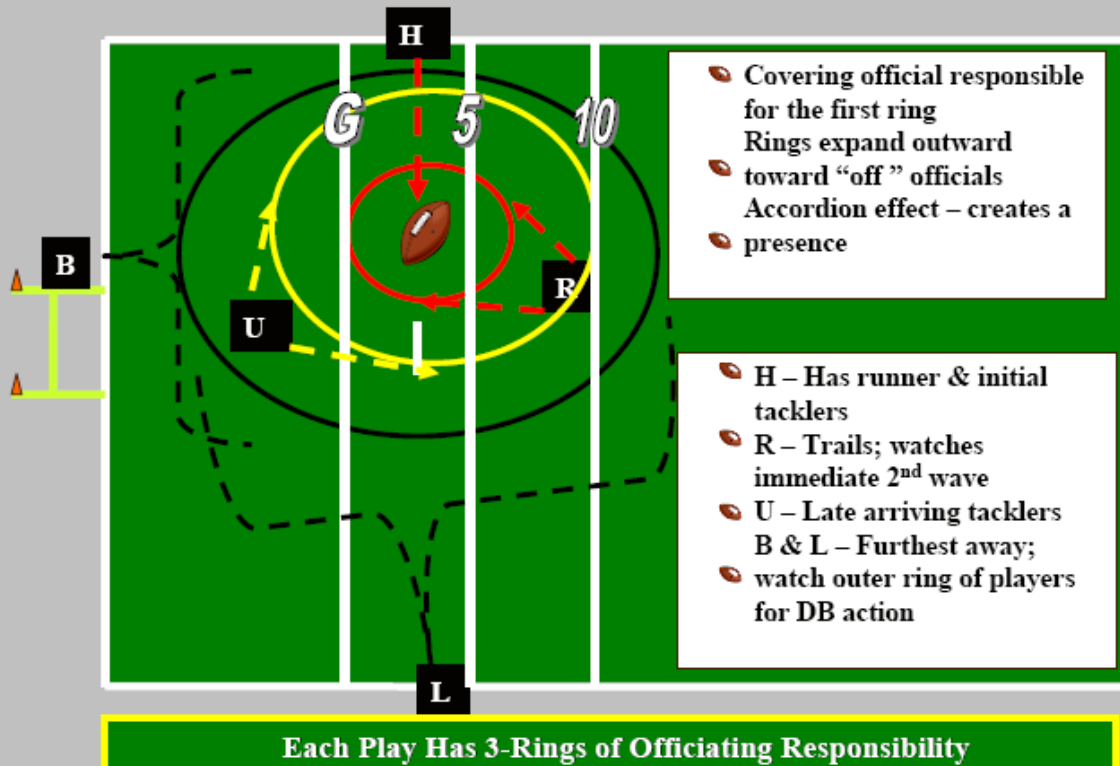 H
G 5 10
B
U
R
L
Covering official responsible
for the first ring
Rings expand outward
toward “off ” officials
Accordion effect – creates a
presence
H – Has runner & initial
tacklers
R – Trails; watches
immediate 2nd wave
U – Late arriving tacklers
B & L – Furthest away;
watch outer ring of players
for DB action
Each Play Has 3-Rings of Officiating Responsibility